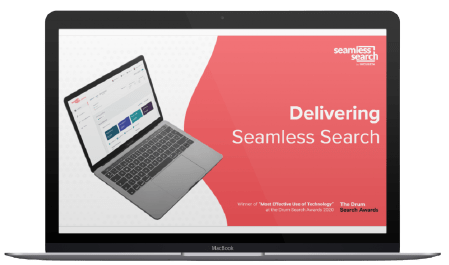 seamless
search
Delivering
Seamless Search
Winner of "Most Effective Use of Technology"
at the Drum Search Awards 2020
The Drum
Search Awards
MacBook